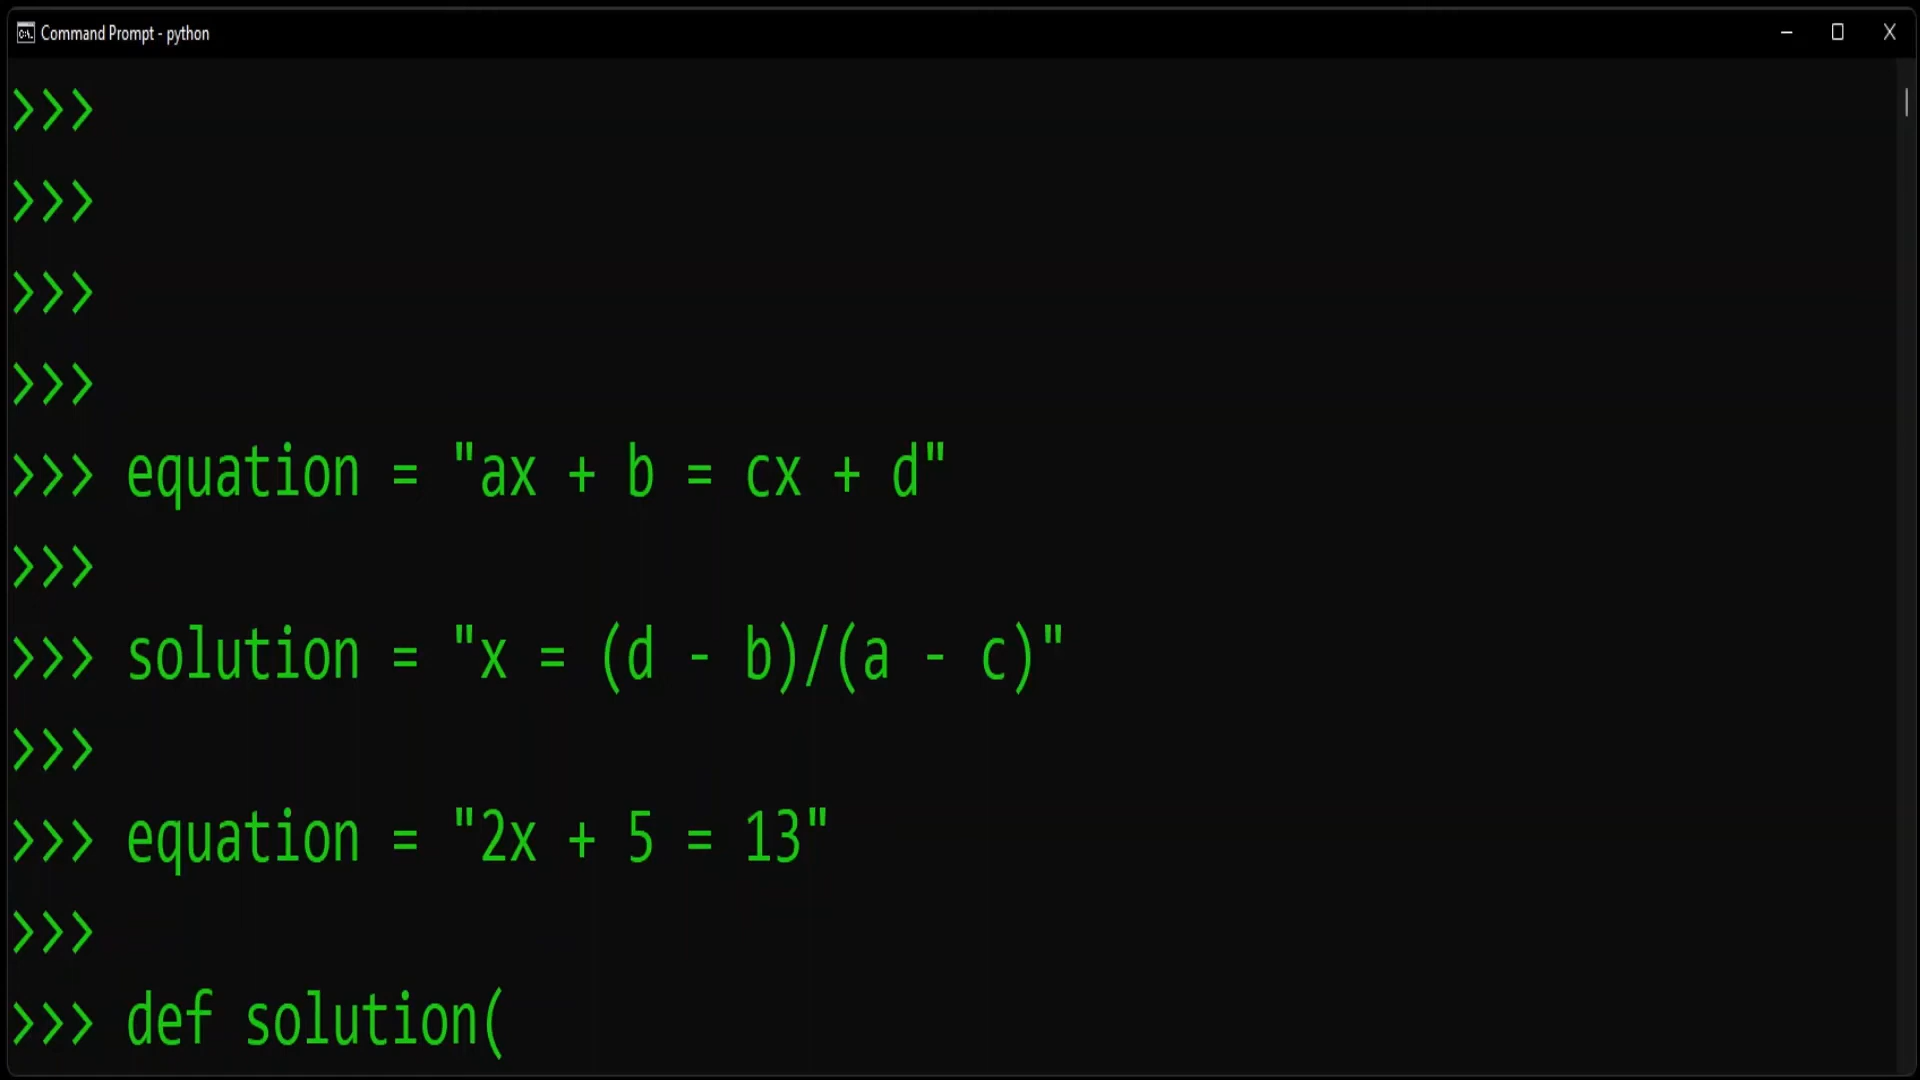 Command Prompt - python
>>>
>>>
>>>
>>>
>>> equation = "ax + b = cx + d"
>>>
>>> solution = "x = (d - b)/(a - c)"
>>>
>>> equation = "2x + 5 = 13"
>>>
>>> def solution(